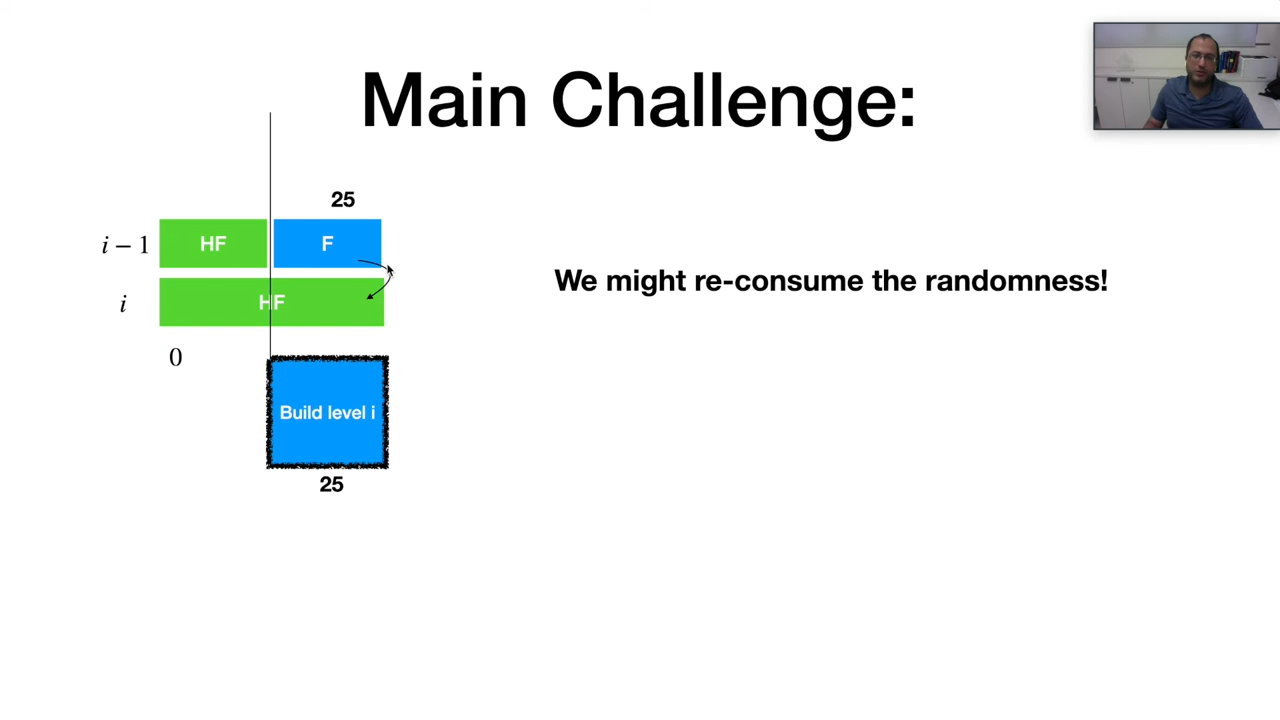 Main Challenge:
25
i − 1
HF
F
We might re-consume the randomness!
i
HF
0
Build level i
25